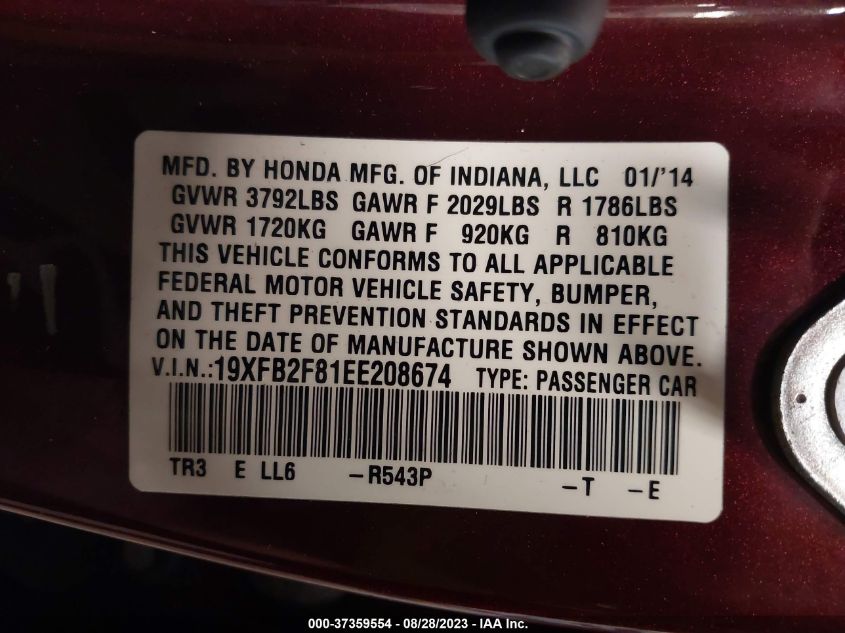 MFD. BY HONDA MFG. OF INDIANA, LLC 01/'14
GVWR 3792LBS GAWR F 2029LBS R 1786LBS
GVWR 1720KG GAWR F 920KG R 810KG
THIS VEHICLE CONFORMS TO ALL APPLICABLE
FEDERAL MOTOR VEHICLE SAFETY, BUMPER,
AND THEFT PREVENTION STANDARDS IN EFFECT
ON THE DATE OF MANUFACTURE SHOWN ABOVE.
V.I.N.:19XFB2F81EE208674 TYPE: PASSENGER CAR
TR3 E LL6 -R543P -T -E
000-37359554 / 08/28/2023 / IAA Inc.